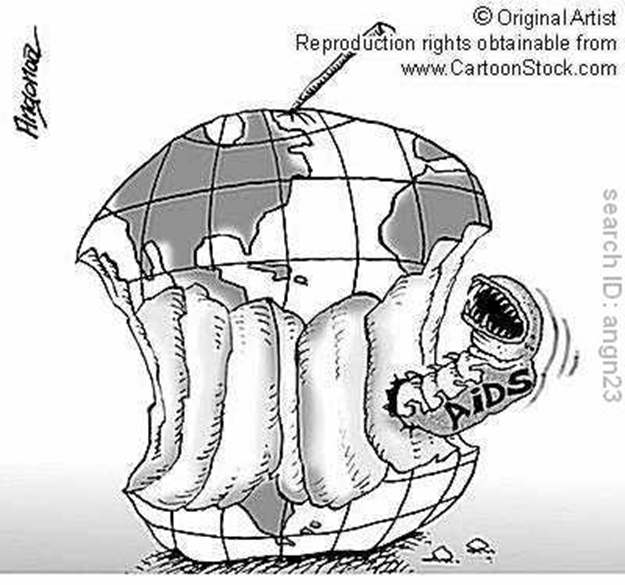 © Original Artist
Reproduction rights obtainable from
www.CartoonStock.com
search ID: angn23
AiDS